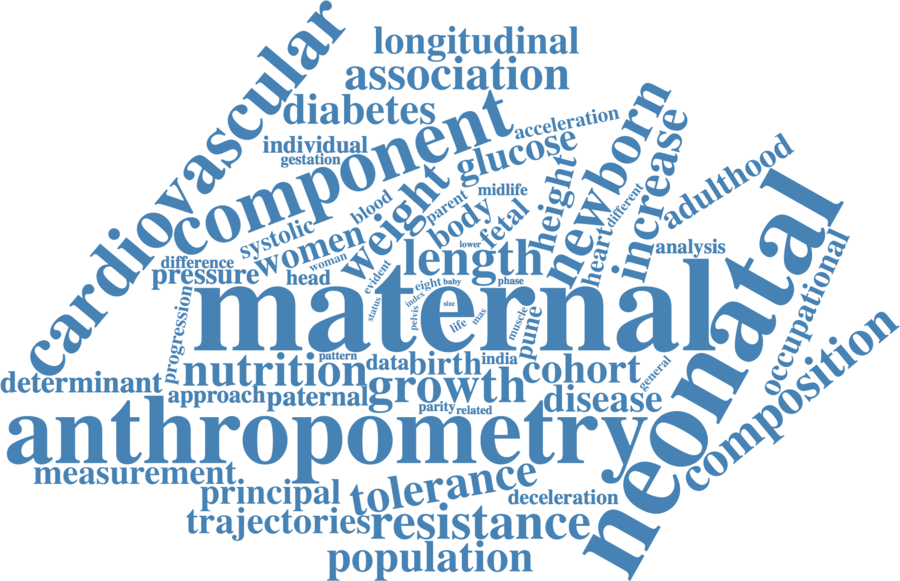 longitudinal
association
cardiovascular
diabetes
component
acceleration
individual
gestation
glucose
newborn
increase
adulthood
neonatal
weight
midlife
height
different
blood
parent
body
fetal
systolic
women
difference
pressure
woman
head
lower
length
heart
analysis
evident
eight
baby
phase
occupational
maternal
status
index
size
pelvis
life
mas
muscle
pune
progression
pattern
data
birth
india
cohort
general
composition
determinant
nutrition
approach
paternal
growth
disease
parity
related
anthropometry
measurement
principal
tolerance
deceleration
trajectories
resistance
population